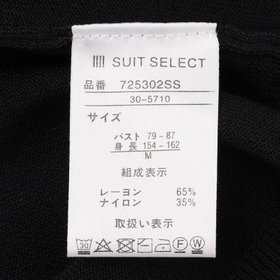 SUIT SELECT
品番 725302SS
30-5710
サイズ
バスト 79-87
身長 154-162
M
組成表示
レーヨン 65%
ナイロン 35%
取扱い表示
30 F W